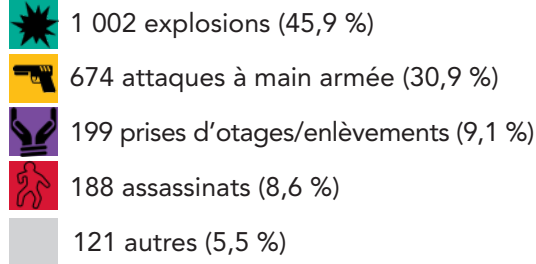 1 002 explosions (45,9 %)
674 attaques à main armée (30,9 %)
199 prises d'otages/enlèvements (9,1 %)
188 assassinats (8,6 %)
121 autres (5,5 %)